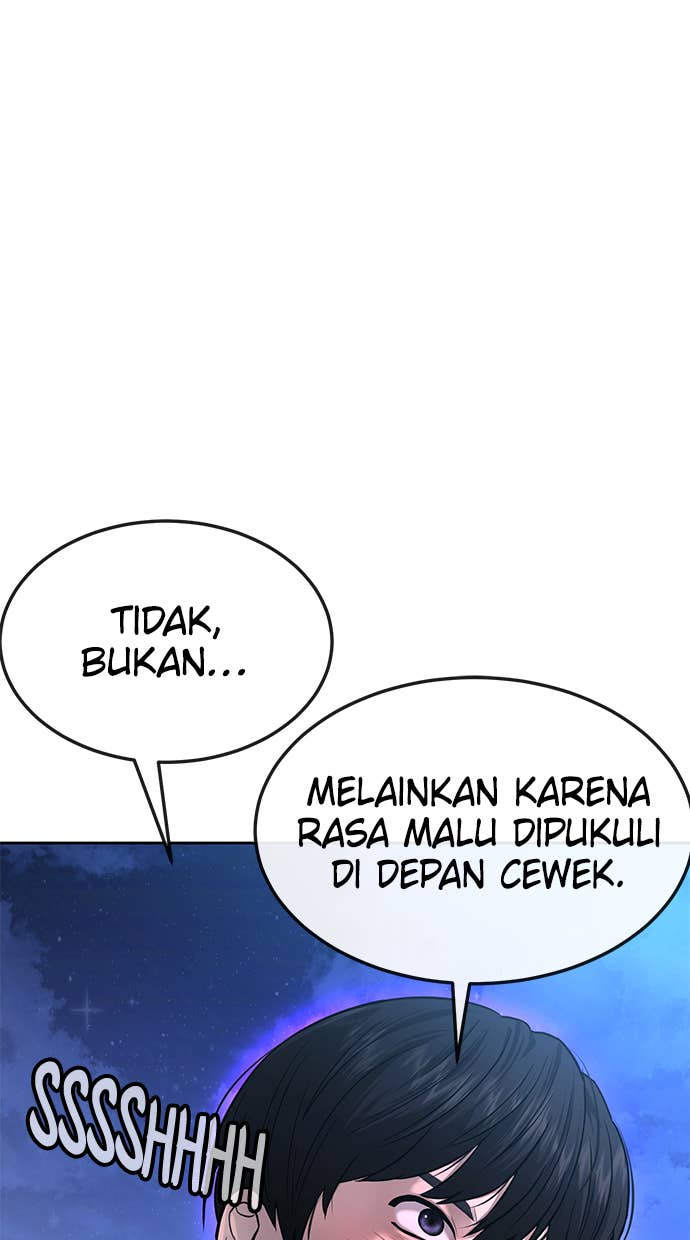 TIDAK,
BUKAN...
MELAINKAN KARENA
RASA MALU DIPUKULI
DI DEPAN CEWEK.
SSSSHHHH